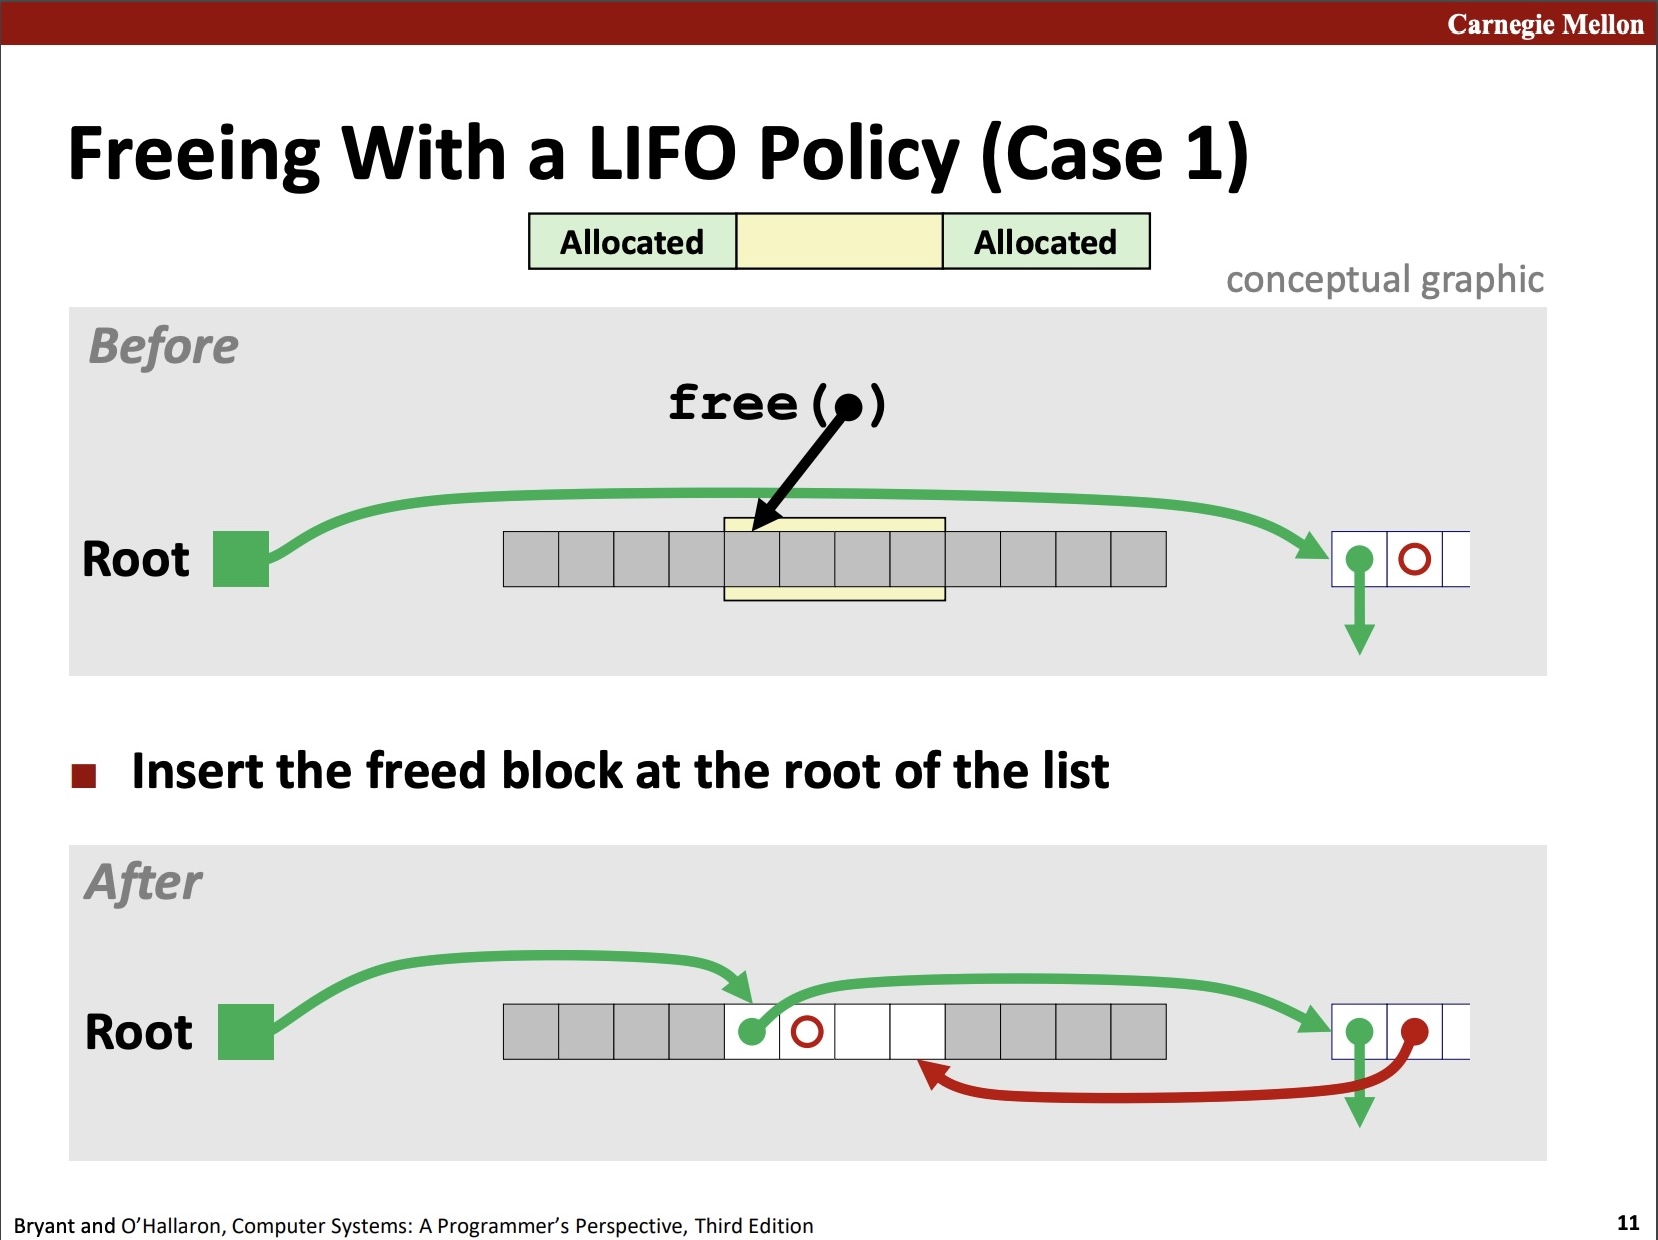 Carnegie Mellon
Freeing With a LIFO Policy (Case 1)
Allocated Allocated
conceptual graphic
Before
free( )
Root
Insert the freed block at the root of the list
After
Root
Bryant and O’Hallaron, Computer Systems: A Programmer’s Perspective, Third Edition 11